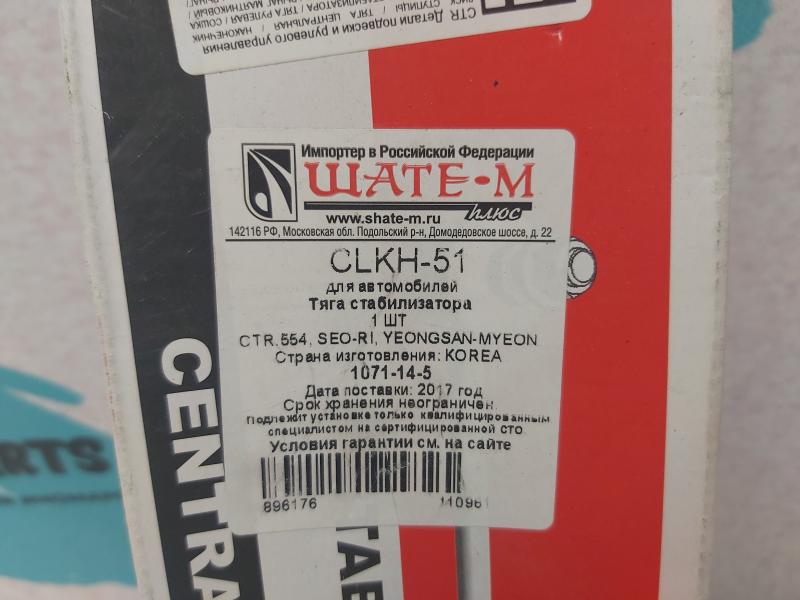 CTR Детали подвески и рулевого управления
Импортер в Российской Федерации
ШАТЕ-М
плюс
www.shate-m.ru
142116 РФ, Московская обл. Подольский р-н, Домодедовское шоссе, д. 22
CLKH-51
для автомобилей
Тяга стабилизатора
1 ШТ
CTR.554, SEO-RI, YEONGSAN-MYEON
Страна изготовления: KOREA
1071-14-5
Дата поставки: 2017 год
Срок хранения неограничен.
Подлежит установке только квалифицированным
специалистом на сертифицированной СТО
Условия гарантии см. на сайте
896176
CENTRA
TAB